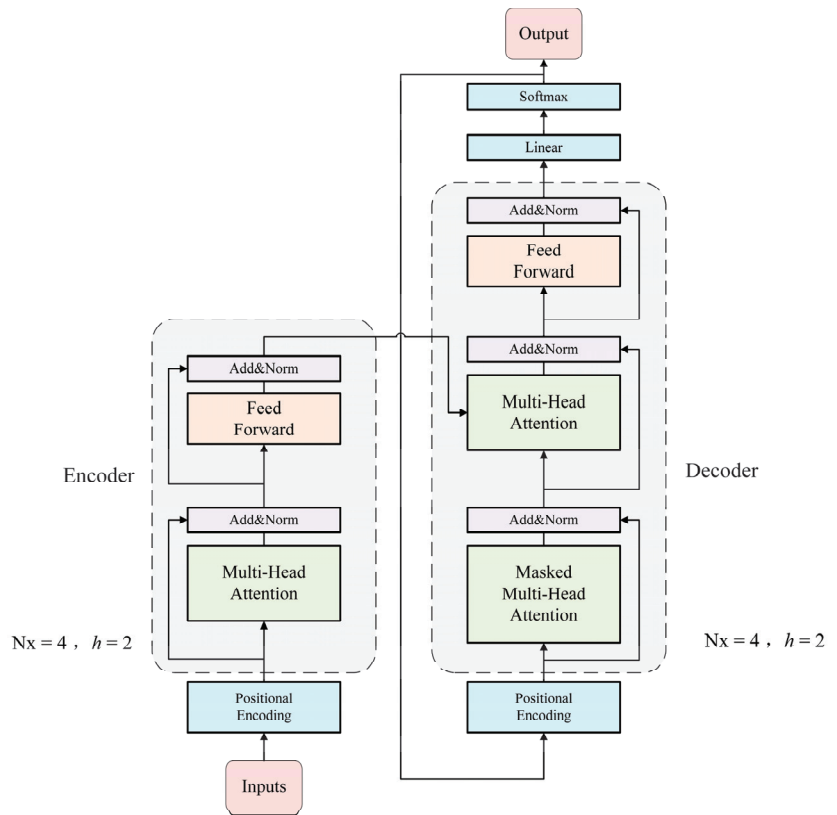 Output
Softmax
Linear
Add&Norm
Feed
Forward
Add&Norm
Multi-Head
Attention
Add&Norm
Masked
Multi-Head
Attention
Positional
Encoding
Decoder
Nx = 4 ， h = 2
Add&Norm
Feed
Forward
Encoder
Add&Norm
Multi-Head
Attention
Nx = 4 ， h = 2
Positional
Encoding
Inputs